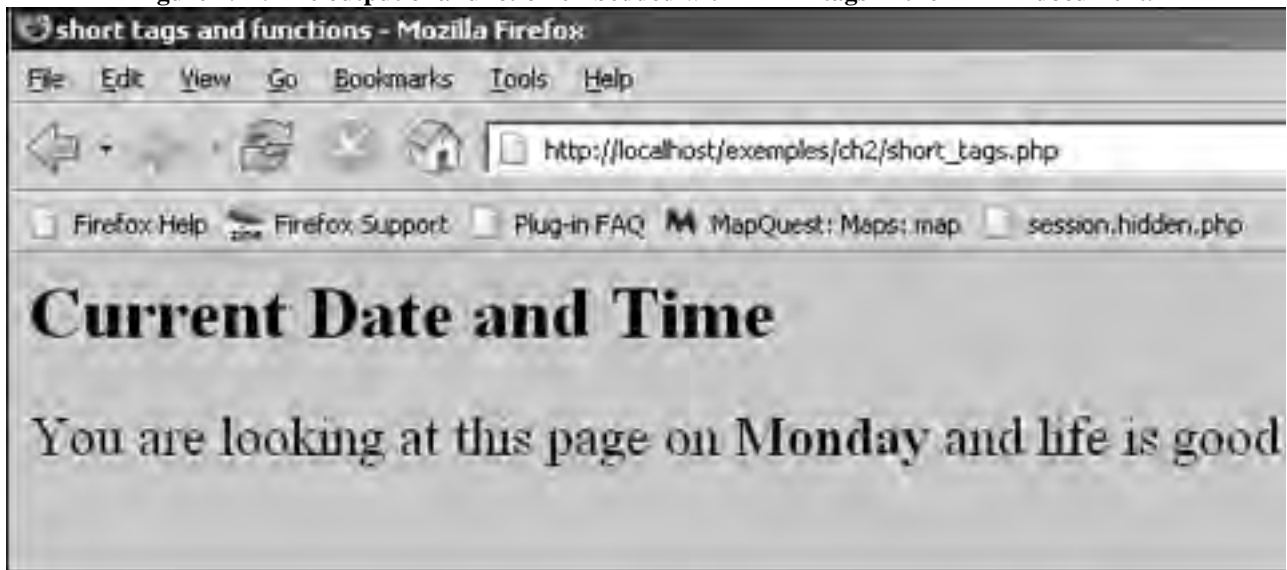 short tags and functions - Mozilla Firefox
File Edit View Go Bookmarks Tools Help
http://localhost/exemples/ch2/short_tags.php
Firefox Help Firefox Support Plug-in FAQ MapQuest: Maps: map session.hidden.php
Current Date and Time
You are looking at this page on Monday and life is good